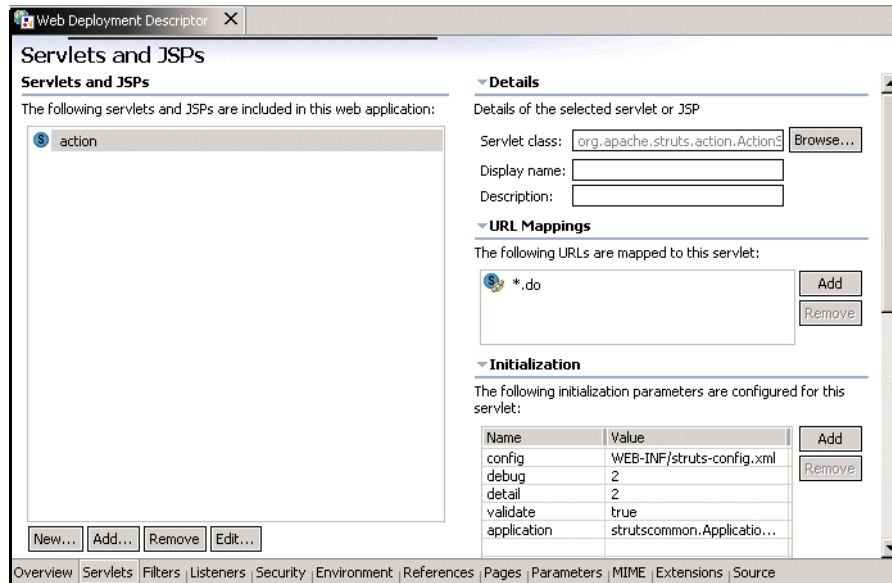 Web Deployment Descriptor
Servlets and JSPs
Servlets and JSPs
The following servlets and JSPs are included in this web application:
action
New... Add... Remove Edit...
Details
Details of the selected servlet or JSP
Servlet class: org.apache.struts.action.ActionS Browse...
Display name:
Description:
URL Mappings
The following URLs are mapped to this servlet:
*.do
Add
Remove
Initialization
The following initialization parameters are configured for this
servlet:
Name Value
config WEB-INF/struts-config.xml
debug 2
detail 2
validate true
application strutscommon.Applicatio...
Add
Remove
Overview Servlets Filters Listeners Security Environment References Pages Parameters MIME Extensions Source